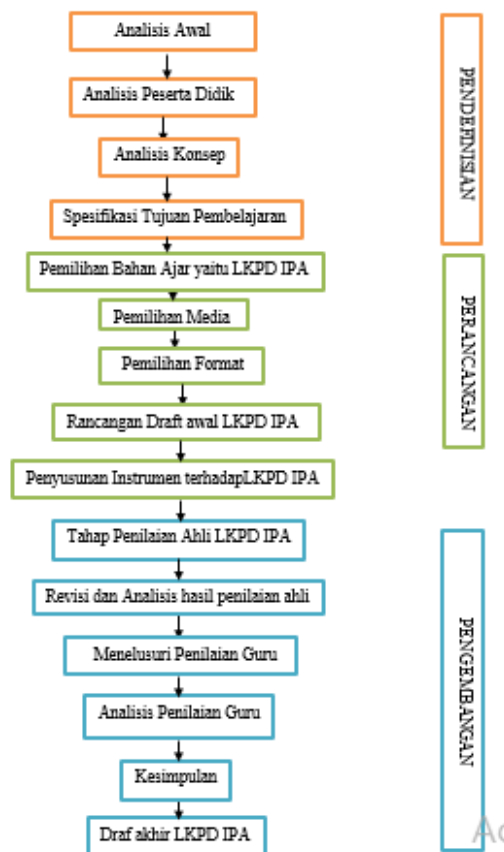 Analisis Awal
Analisis Peserta Didik
Analisis Konsep
Spesifikasi Tujuan Pembelajaran
Pemilihan Bahan Ajar yaitu LKPD IPA
Pemilihan Media
Pemilihan Format
Rancangan Draft awal LKPD IPA
Penyusunan Instrumen terhadapLKPD IPA
Tahap Penilaian Ahli LKPD IPA
Revisi dan Analisis hasil penilaian ahli
Menelusuri Penilaian Guru
Analisis Penilaian Guru
Kesimpulan
Draf akhir LKPD IPA
PENDEFINISIAN
PERANCANGAN
PENGEMBANGAN